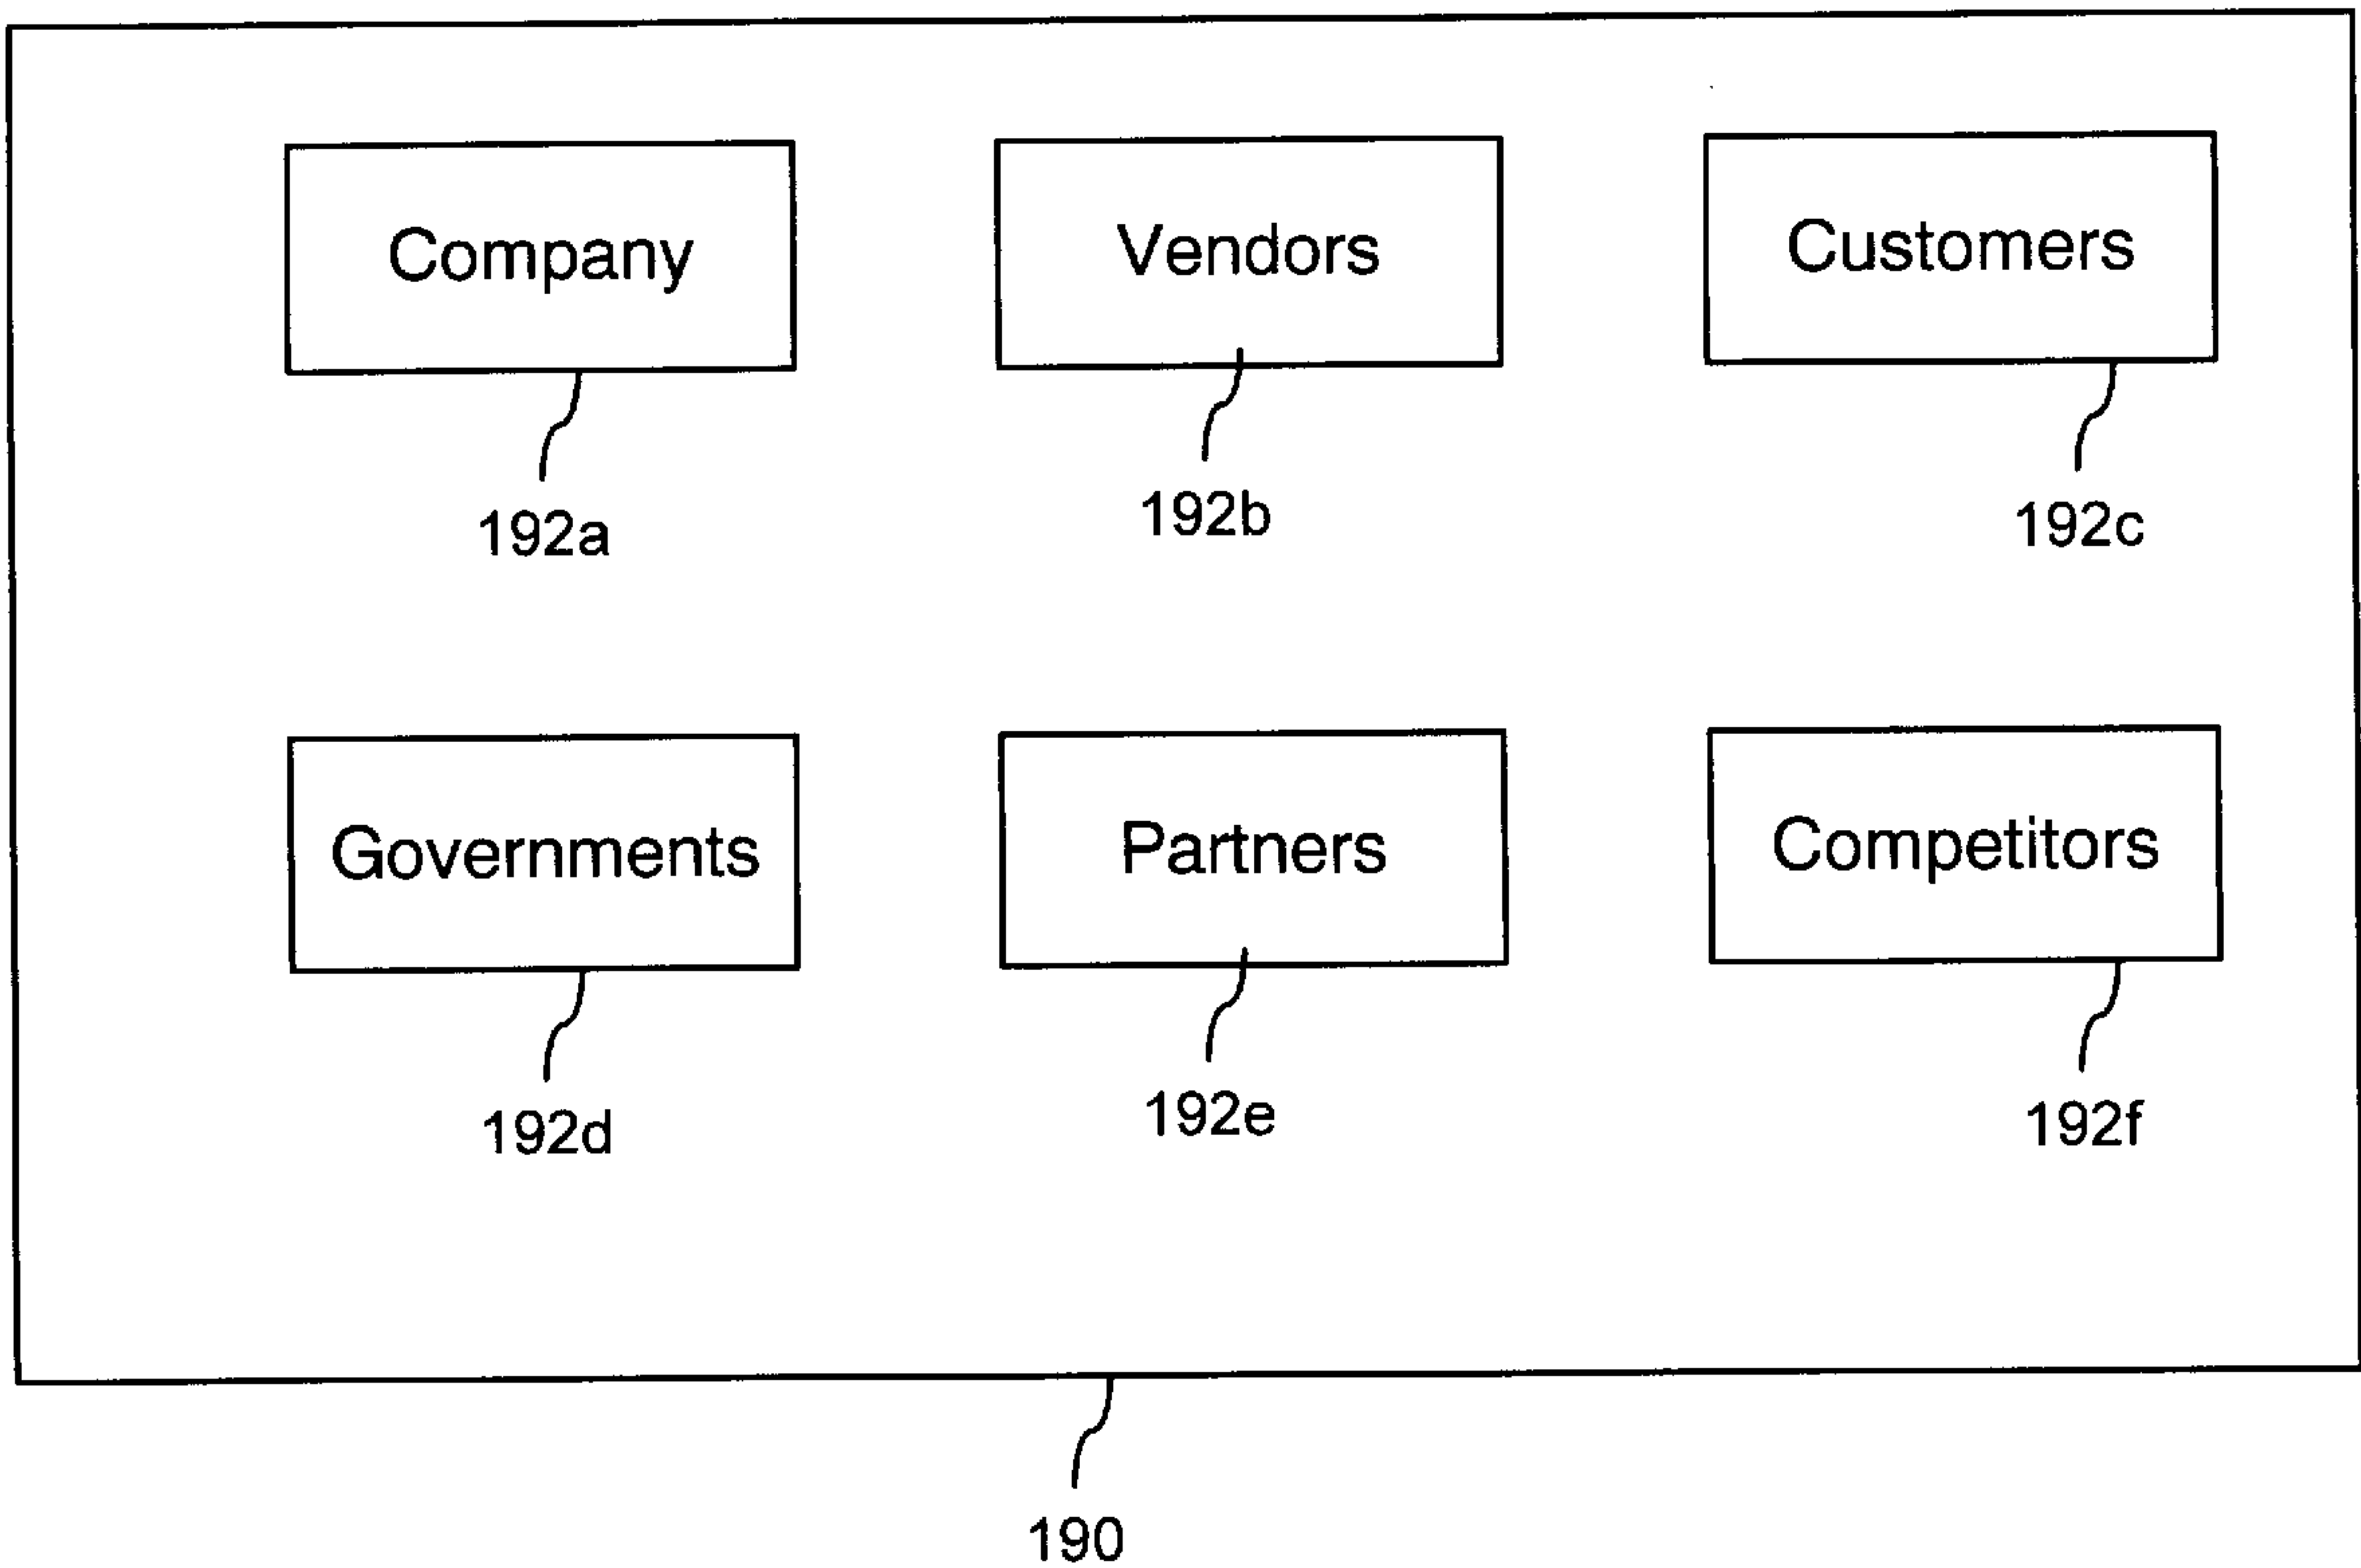 Company
Vendors
Customers
192a
192b
192c
Governments
Partners
Competitors
192d
192e
192f
190